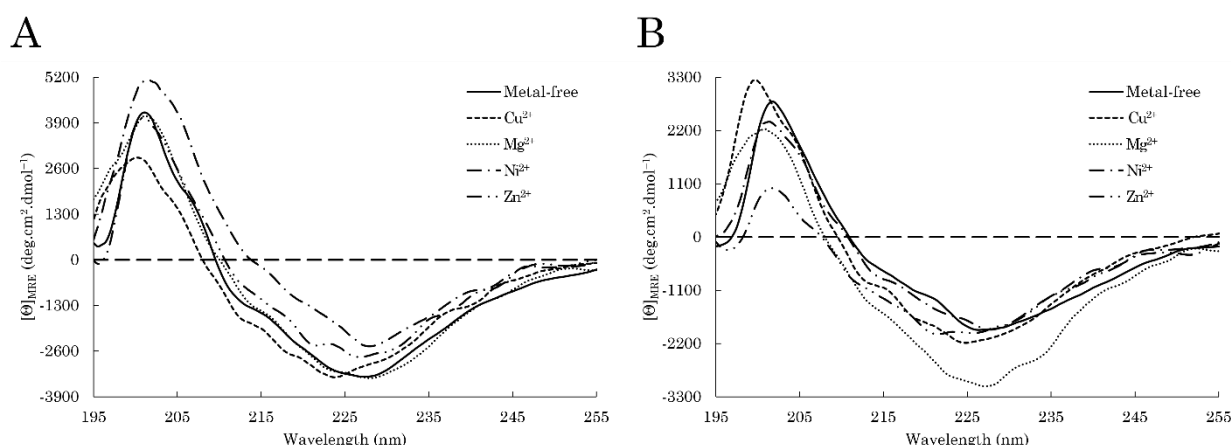 A
5200
3900
2600
1300
0
-1300
-2600
-3900
[Θ]MRE (deg.cm².dmol⁻¹)
195 205 215 225 235 245 255
Wavelength (nm)
Metal-free
Cu²⁺
Mg²⁺
Ni²⁺
Zn²⁺
B
3300
2200
1100
0
-1100
-2200
-3300
[Θ]MRE (deg.cm².dmol⁻¹)
195 205 215 225 235 245 255
Wavelength (nm)
Metal-free
Cu²⁺
Mg²⁺
Ni²⁺
Zn²⁺